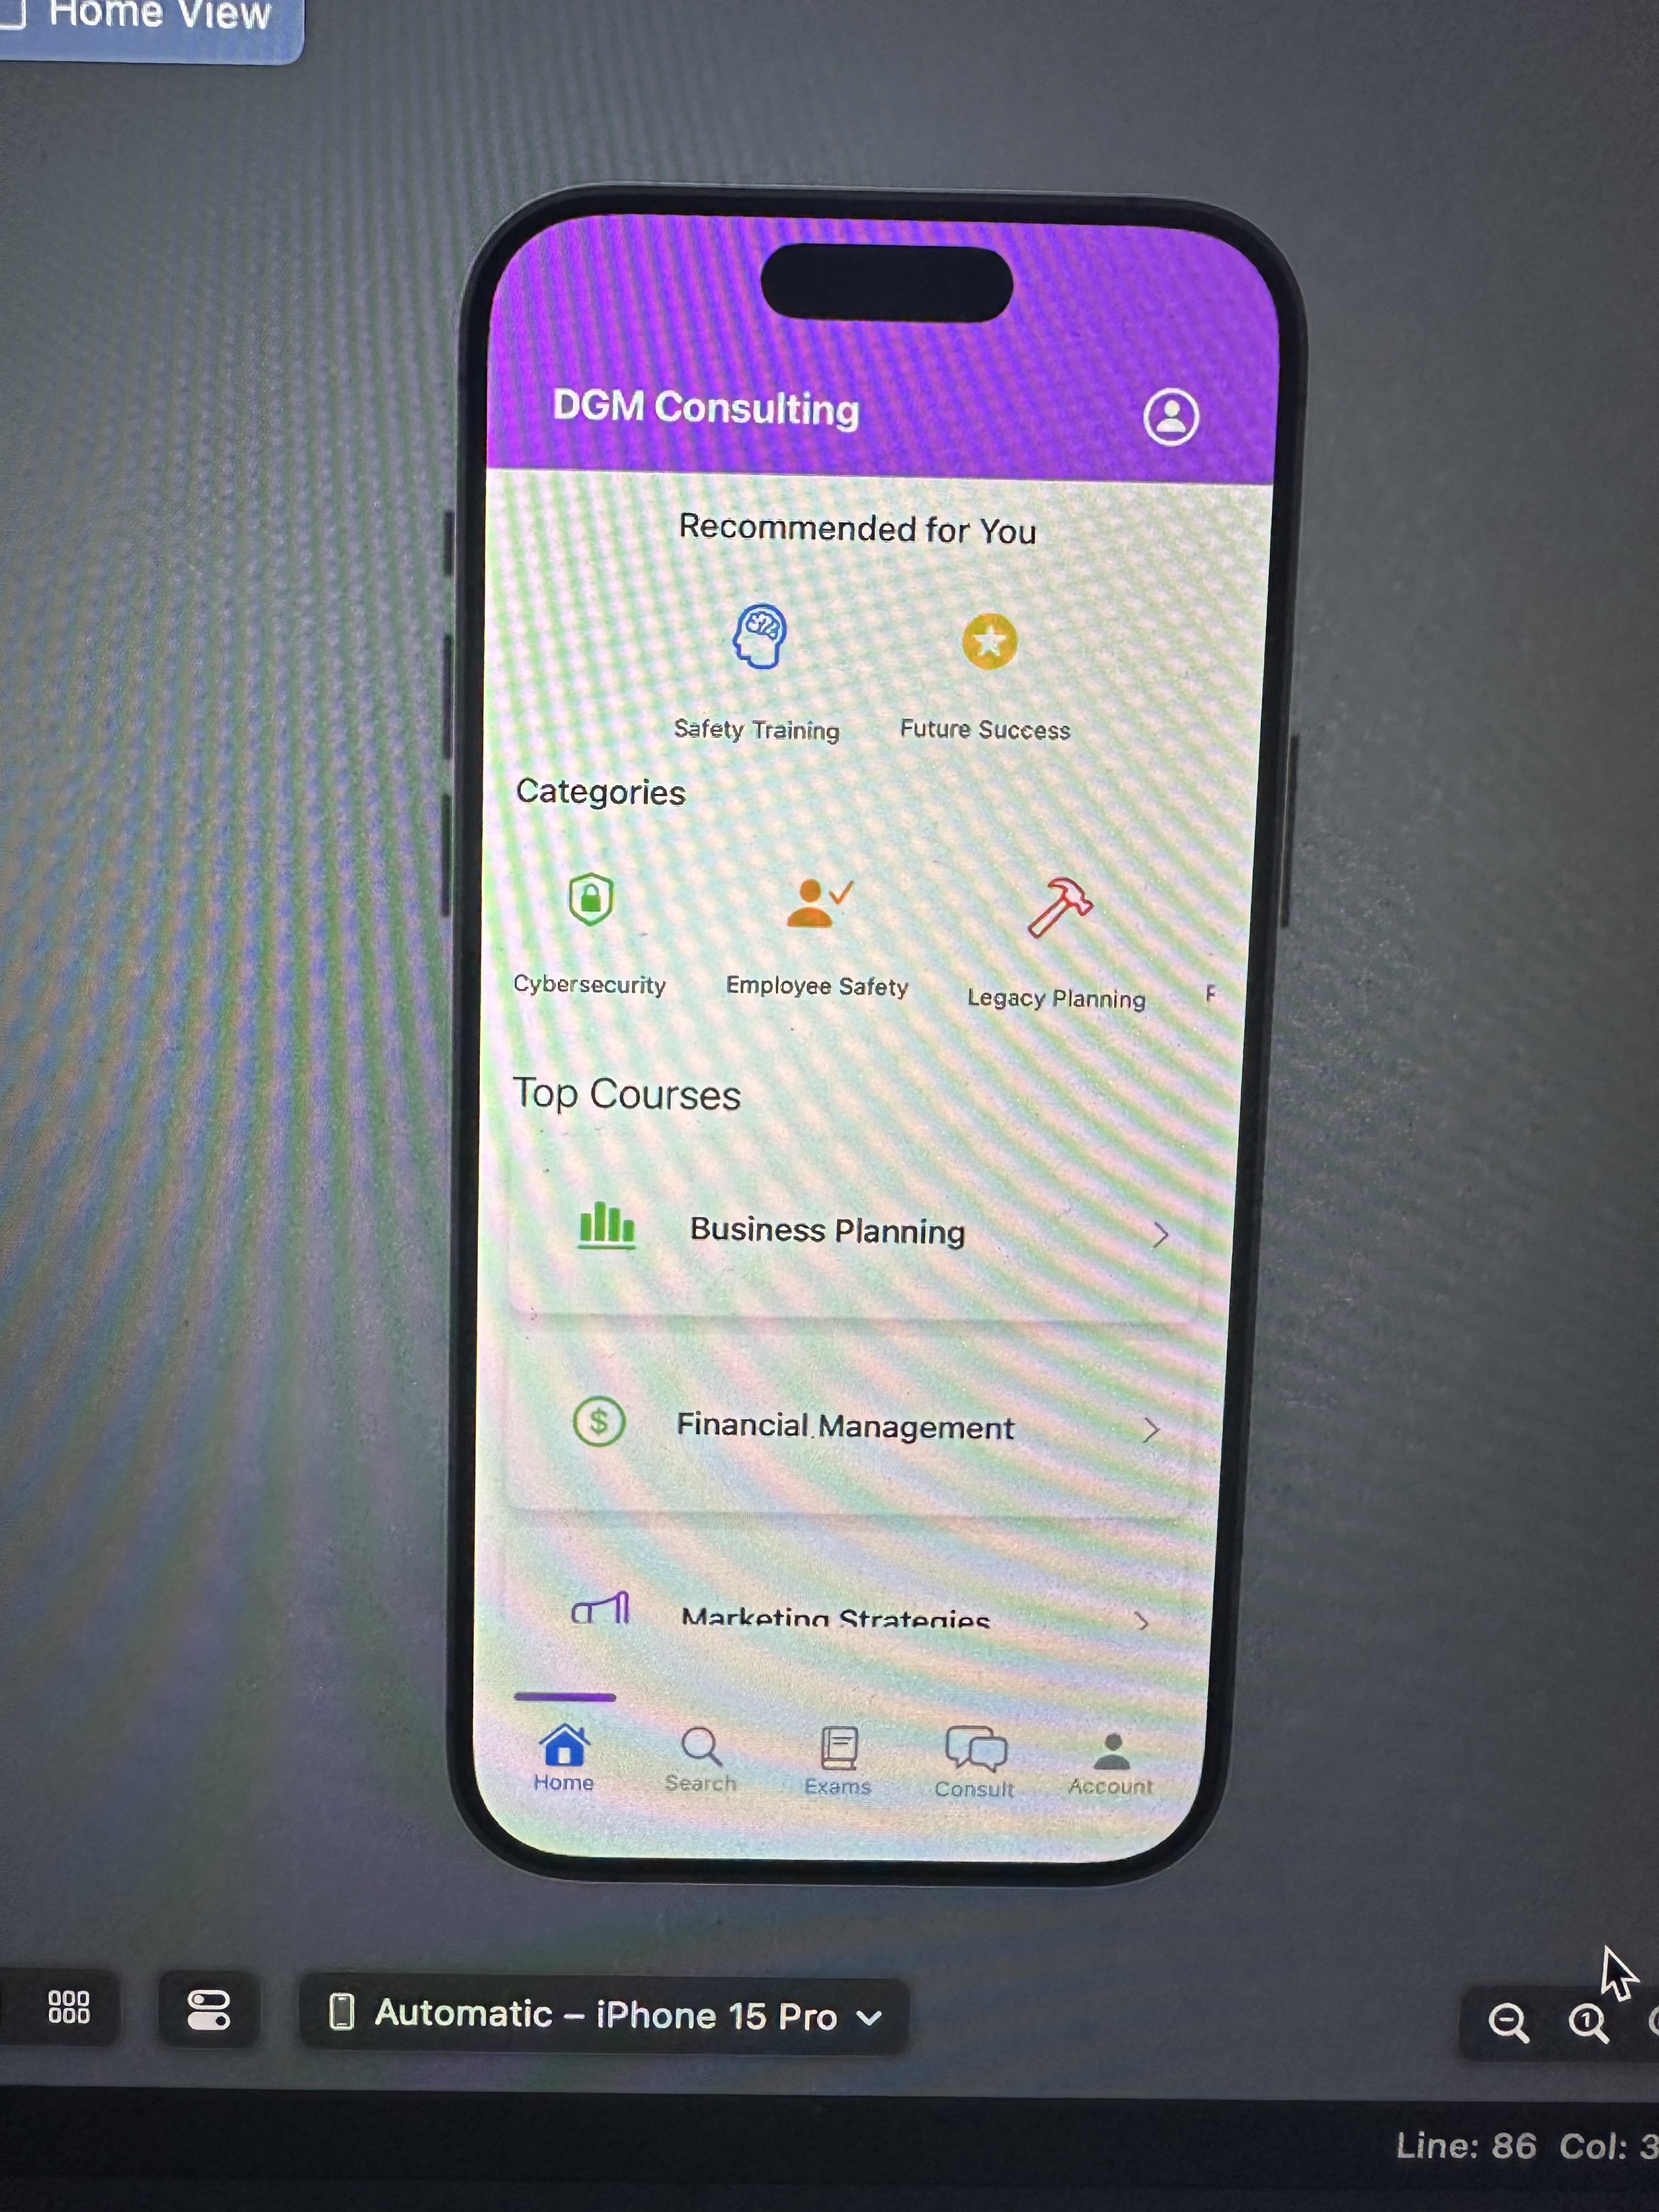 Home View
DGM Consulting
Recommended for You
Safety Training
Future Success
Categories
Cybersecurity
Employee Safety
Legacy Planning
F
Top Courses
Business Planning
Financial Management
Marketing Strategies
Home
Search
Exams
Consult
Account
Automatic – iPhone 15 Pro
Line: 86 Col: 3